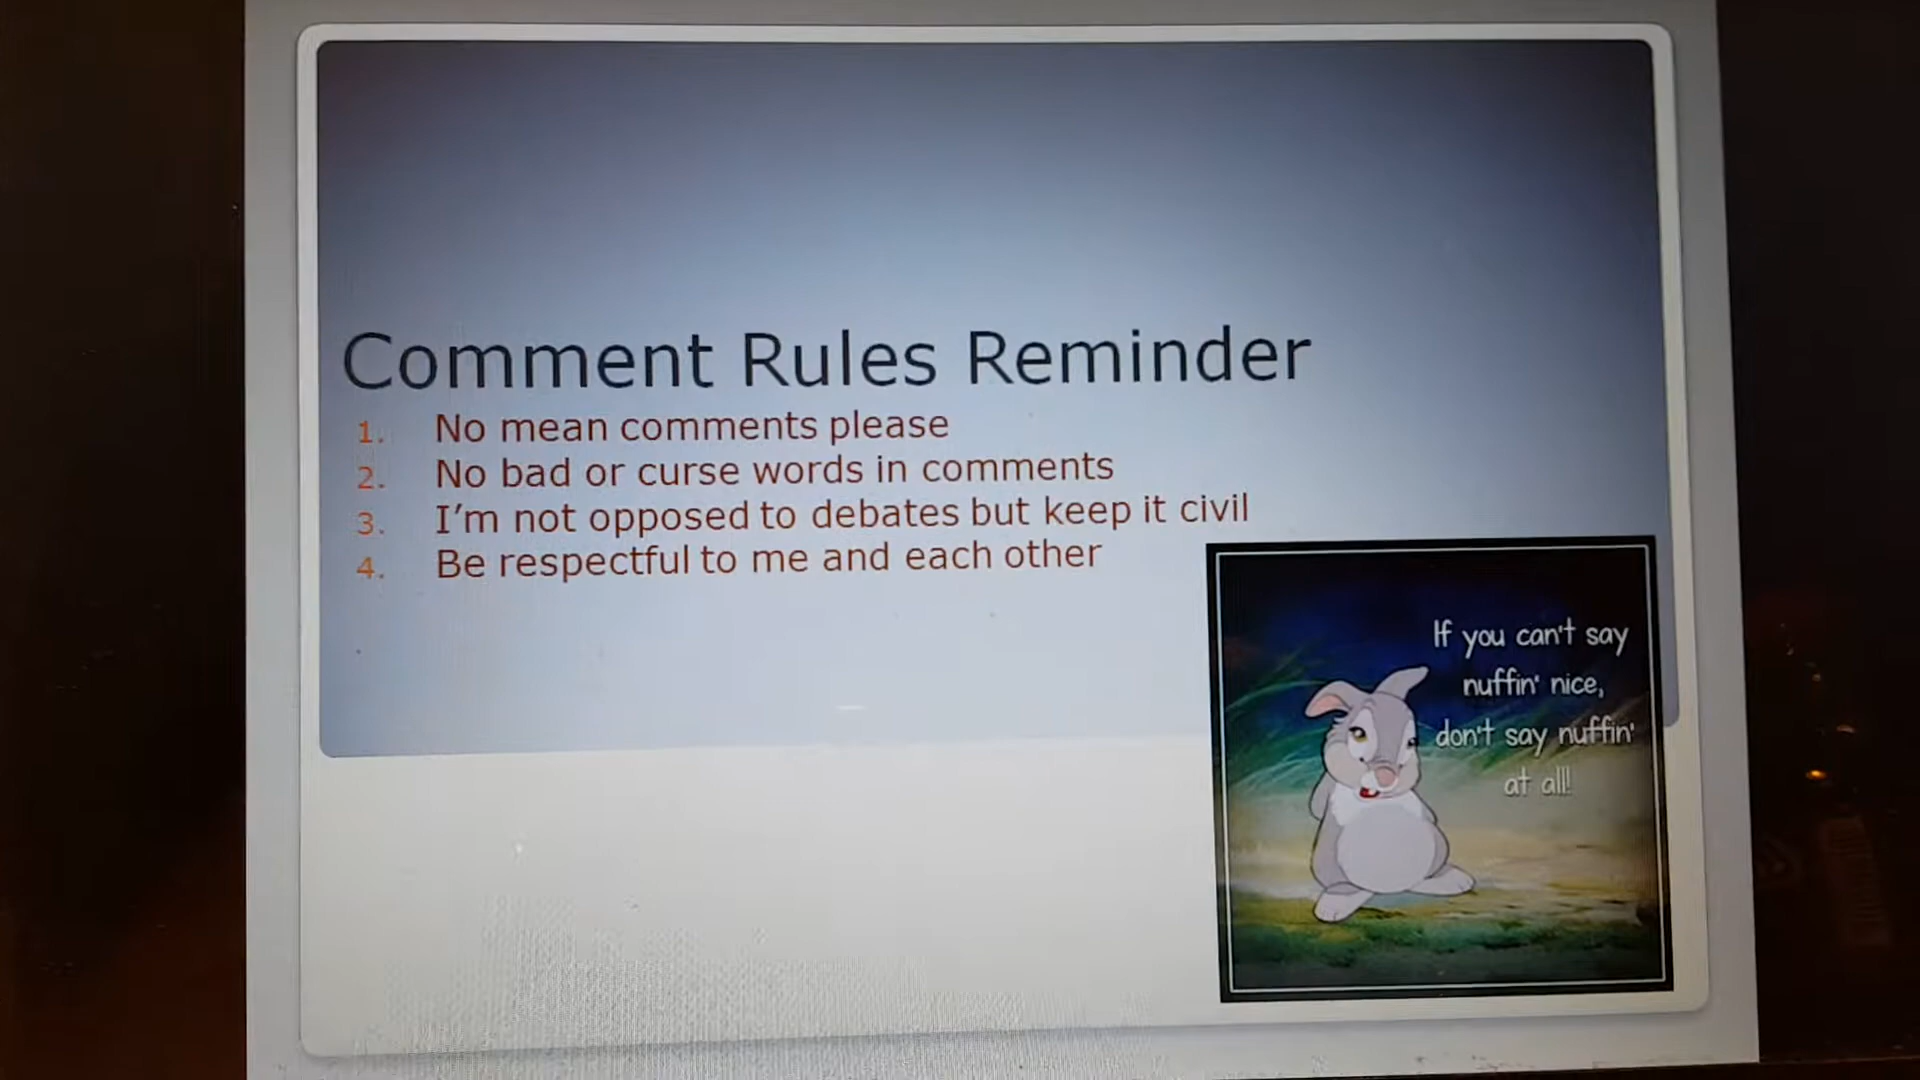 Comment Rules Reminder
1. No mean comments please
2. No bad or curse words in comments
3. I'm not opposed to debates but keep it civil
4. Be respectful to me and each other
If you can't say
nuffin' nice,
don't say nuffin'
at all!